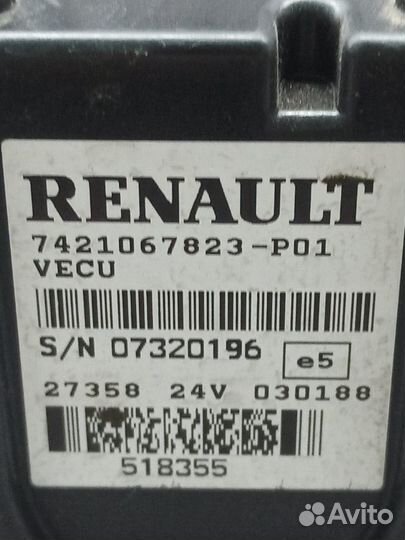 RENAULT
7421067823-P01
VECU
S/N 07320196 e5
27358 24V 030188
518355
Avito